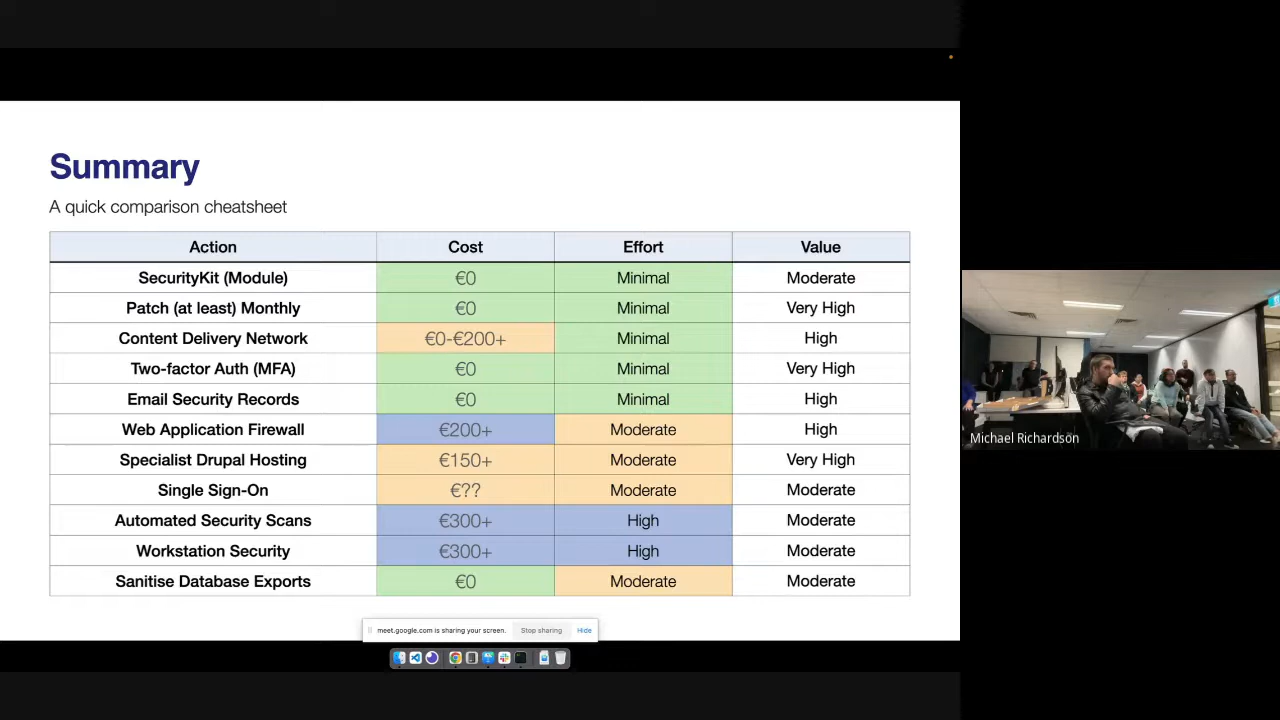 Summary
A quick comparison cheatsheet
Action Cost Effort Value
SecurityKit (Module) €0 Minimal Moderate
Patch (at least) Monthly €0 Minimal Very High
Content Delivery Network €0-€200+ Minimal High
Two-factor Auth (MFA) €0 Minimal Very High
Email Security Records €0 Minimal High
Web Application Firewall €200+ Moderate High
Specialist Drupal Hosting €150+ Moderate Very High
Single Sign-On €?? Moderate Moderate
Automated Security Scans €300+ High Moderate
Workstation Security €300+ High Moderate
Sanitise Database Exports €0 Moderate Moderate
meet.google.com is sharing your screen. Stop sharing Hide
Michael Richardson